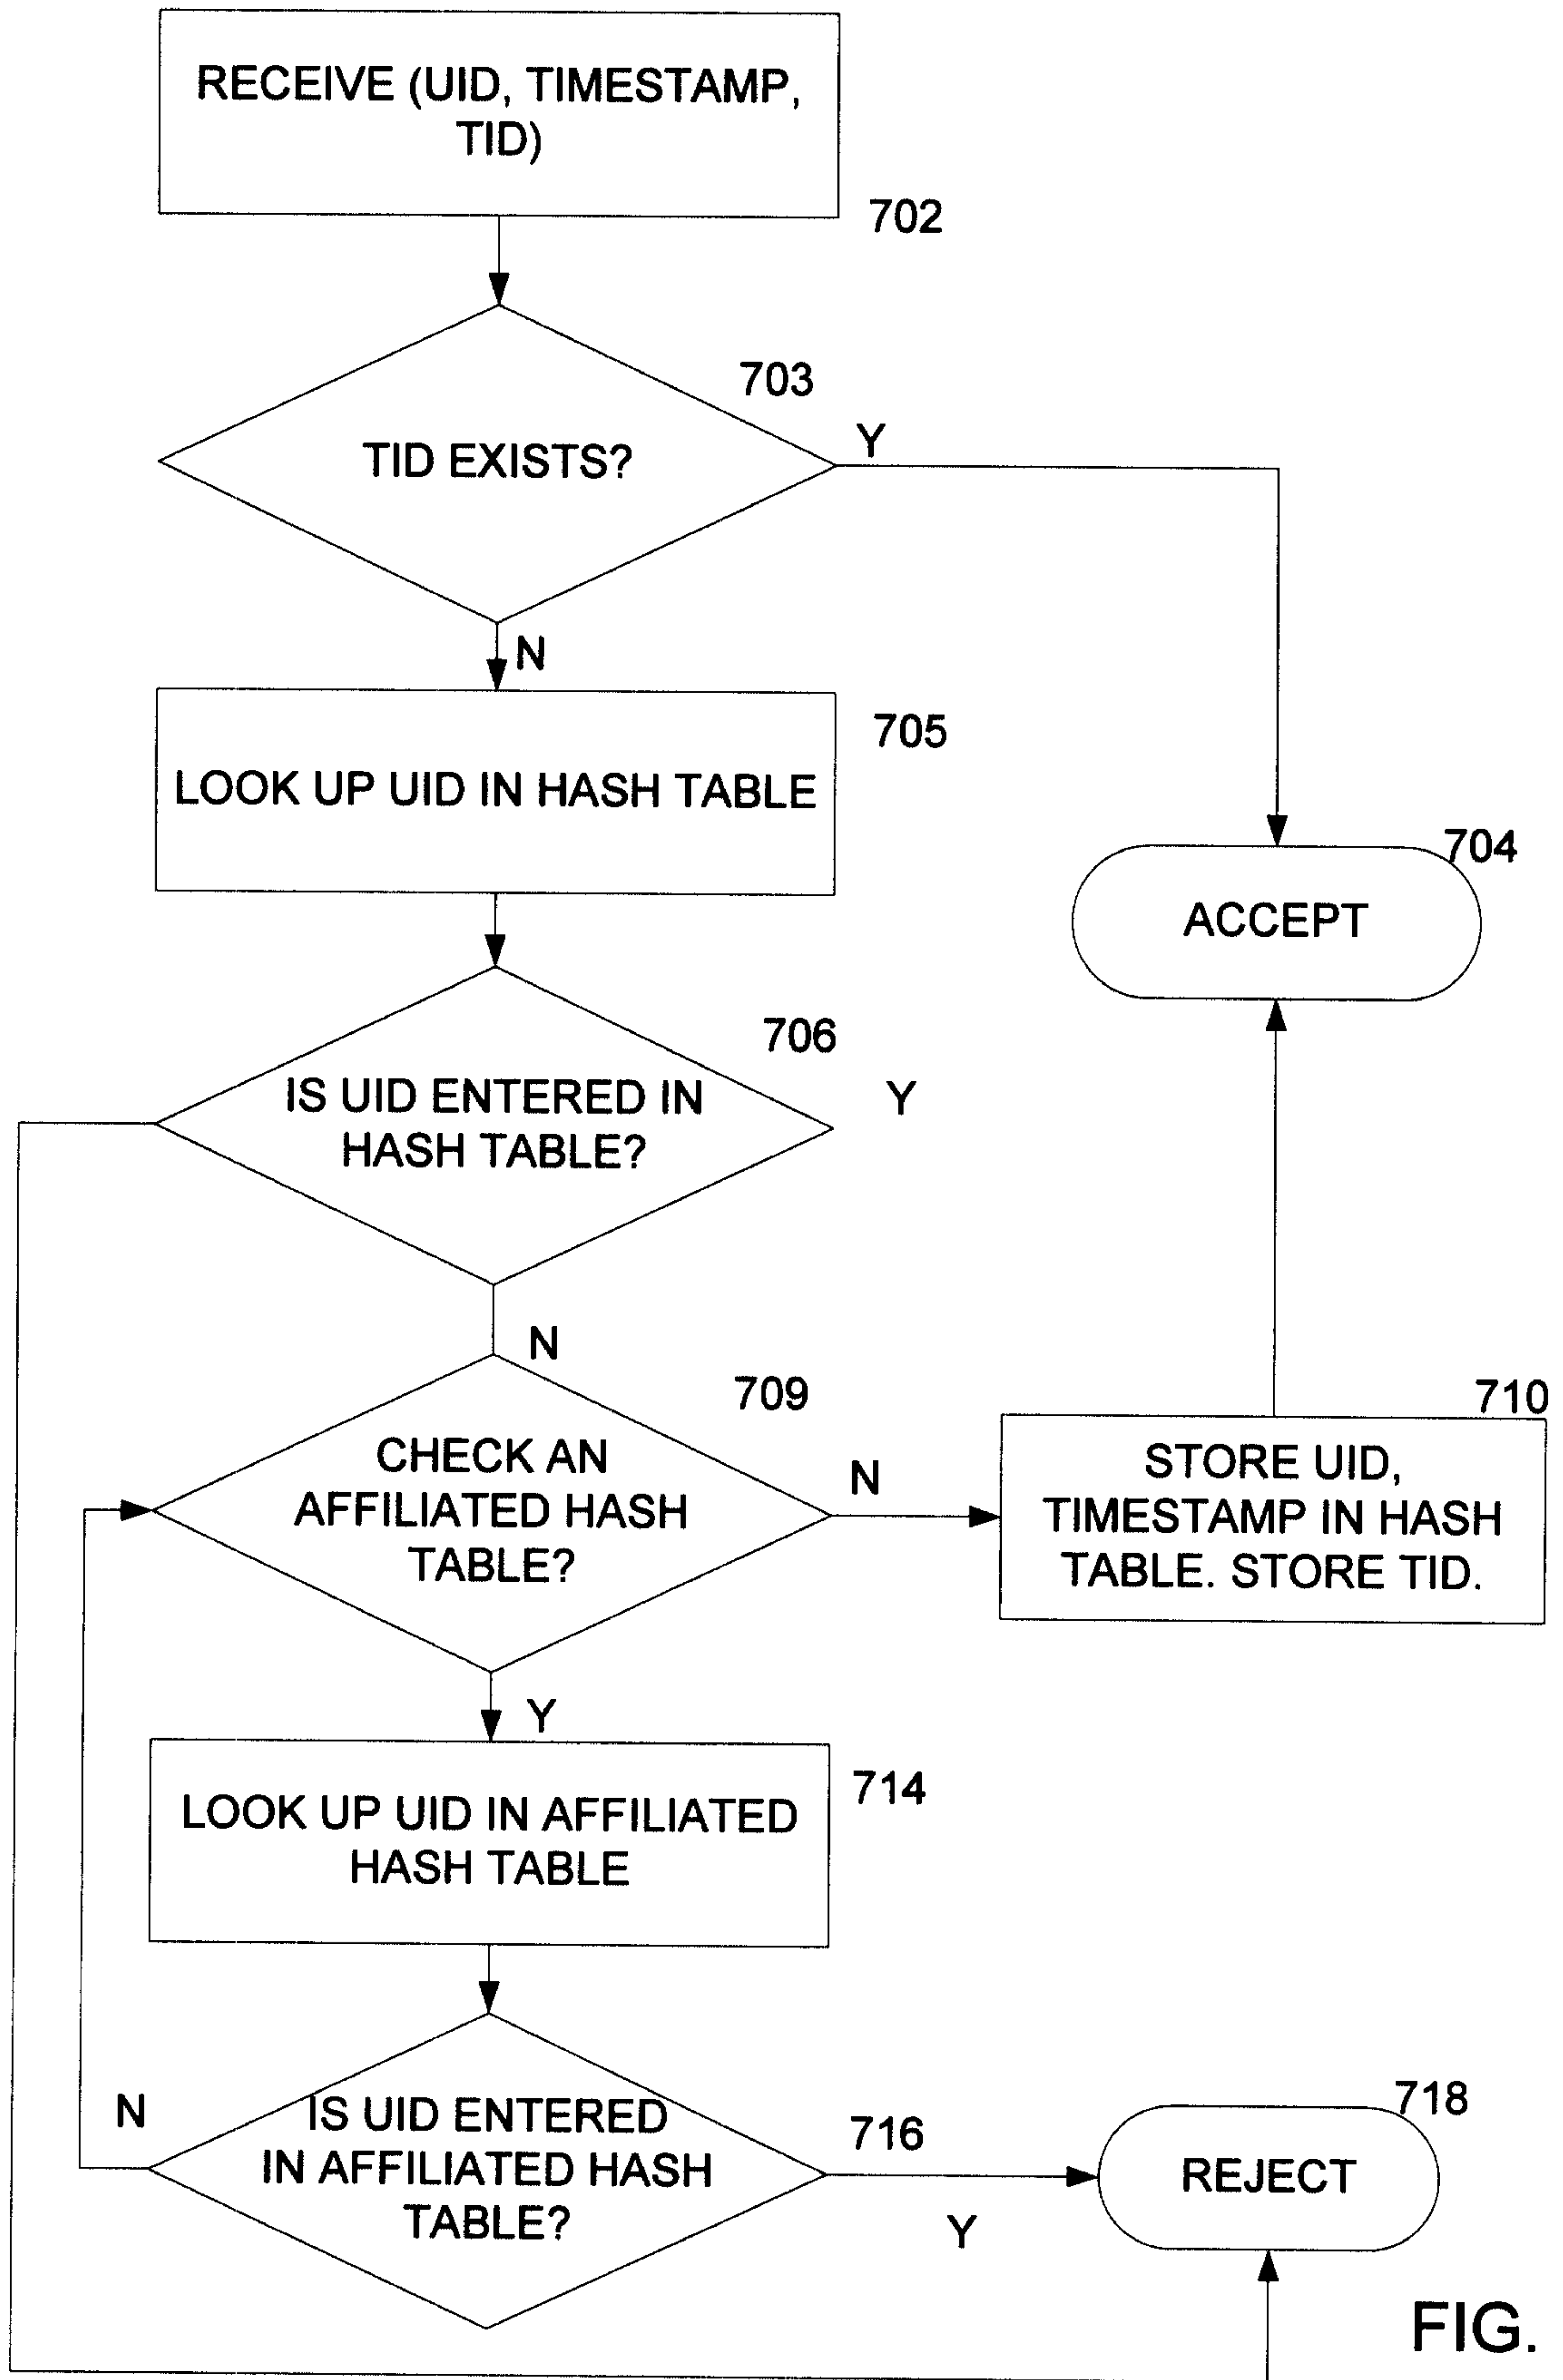 RECEIVE (UID, TIMESTAMP,
TID)
702
703
TID EXISTS?
Y
N
705
LOOK UP UID IN HASH TABLE
704
ACCEPT
706
IS UID ENTERED IN
HASH TABLE?
Y
N
709
CHECK AN
AFFILIATED HASH
TABLE?
N
710
STORE UID,
TIMESTAMP IN HASH
TABLE. STORE TID.
Y
714
LOOK UP UID IN AFFILIATED
HASH TABLE
N
IS UID ENTERED
IN AFFILIATED HASH
TABLE?
716
Y
718
REJECT
FIG.